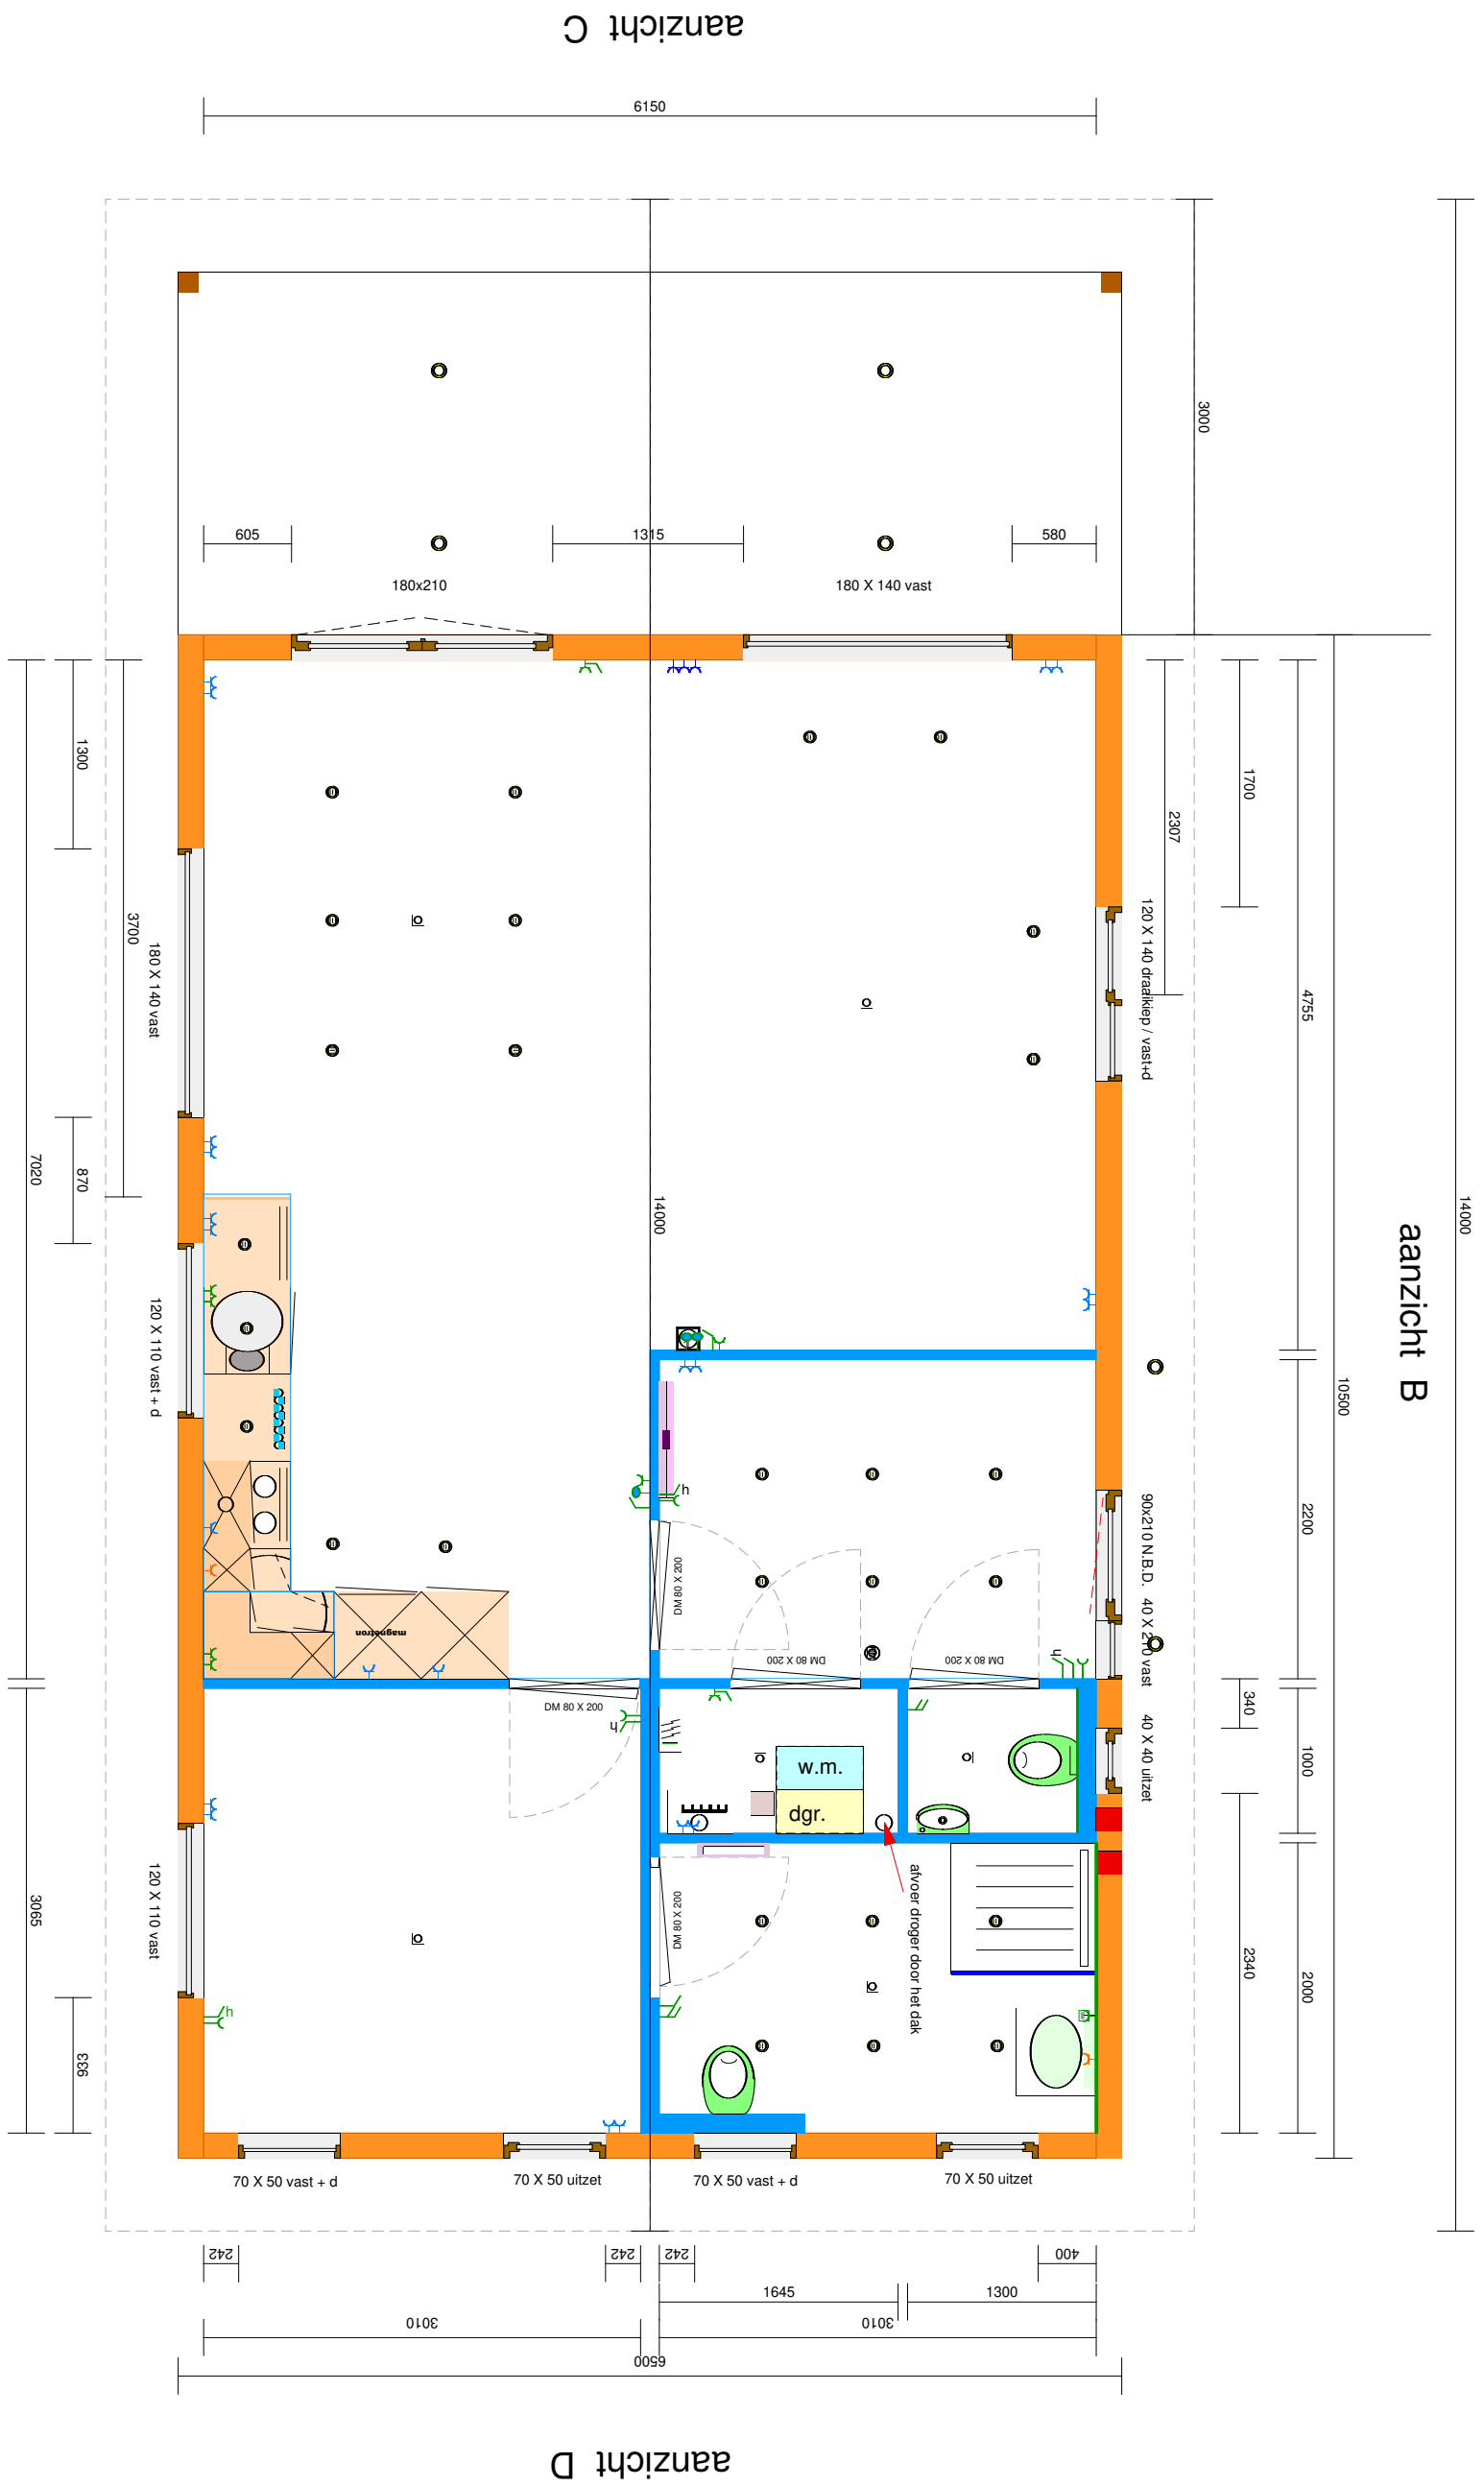 aanzicht C
6150
3000
14000
605
1315
580
180x210
180 X 140 vast
1300
3700
180 X 140 vast
7020
870
120 X 110 vast + d
1700
2307
4755
120 X 140 draaikiep / vast+d
14000
aanzicht B
10500
2200
90x210 N.B.D.
40 X 210 vast
h
DM 80 X 200
DM 80 X 200
DM 80 X 200
h
magnetron
DM 80 X 200
h
w.m.
dgr.
340
1000
40 X 40 uitzet
120 X 110 vast
3065
933
h
DM 80 X 200
afvoer droger door het dak
2340
2000
70 X 50 vast + d
70 X 50 uitzet
70 X 50 vast + d
70 X 50 uitzet
242
242
242
400
1645
1300
3010
3010
6500
aanzicht D